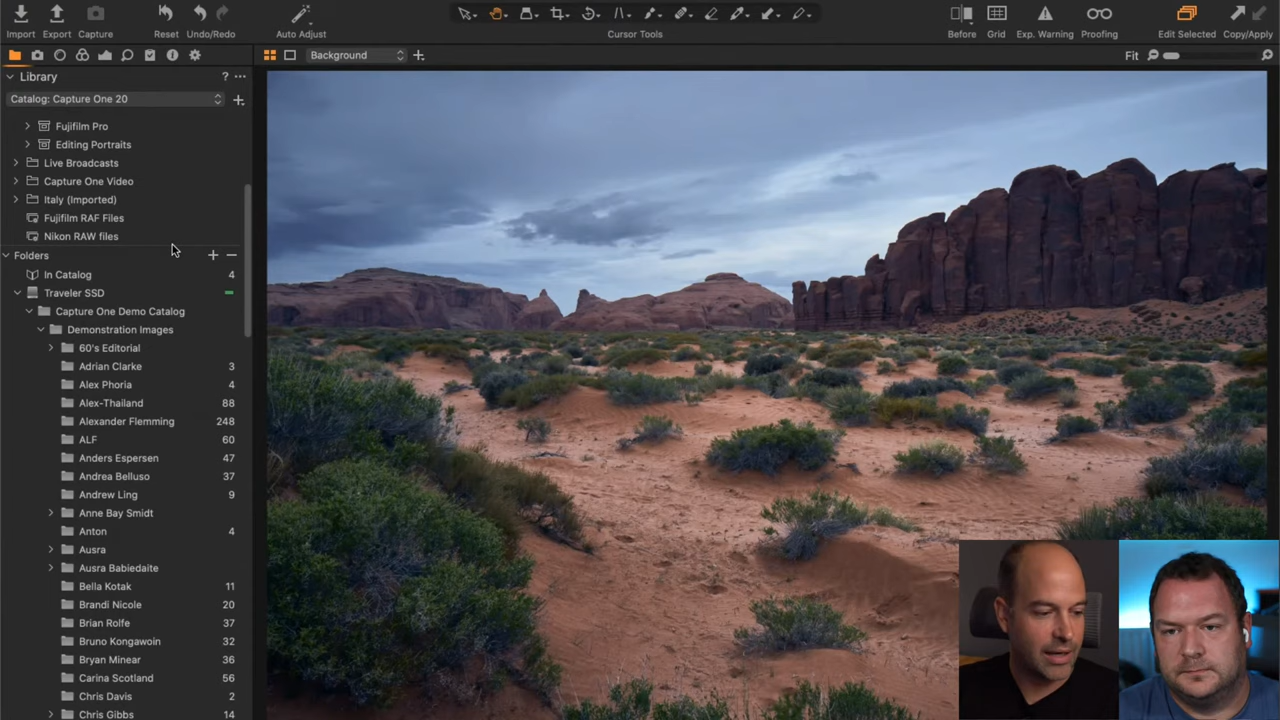 Import
Export
Capture
Reset
Undo/Redo
Auto Adjust
Cursor Tools
Before
Grid
Exp. Warning
Proofing
Edit Selected
Copy/Apply
Background
Fit
Library
?
Catalog: Capture One 20
Fujifilm Pro
Editing Portraits
Live Broadcasts
Capture One Video
Italy (Imported)
Fujifilm RAF Files
Nikon RAW files
Folders
In Catalog 4
Traveler SSD
Capture One Demo Catalog
Demonstration Images
60's Editorial
Adrian Clarke 3
Alex Phoria 4
Alex-Thailand 88
Alexander Flemming 248
ALF 60
Anders Espersen 47
Andrea Belluso 37
Andrew Ling 9
Anne Bay Smidt
Anton 4
Ausra
Ausra Babiedaite
Bella Kotak 11
Brandi Nicole 20
Brian Rolfe 37
Bruno Kongawoin 32
Bryan Minear 36
Carina Scotland 56
Chris Davis 2
Chris Gibbs 14